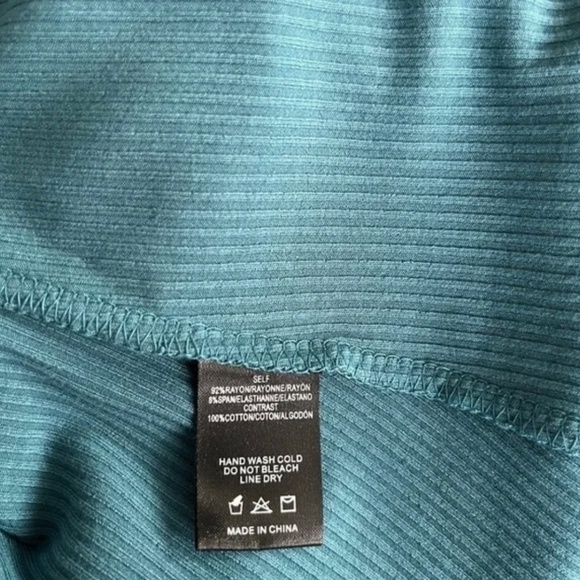 SELF
92%RAYON/RAYONNE/RAYÓN
8%SPAN/ELASTHANNE/ELASTANO
CONTRAST
100%COTTON/COTON/ALGODÓN
HAND WASH COLD
DO NOT BLEACH
LINE DRY
MADE IN CHINA